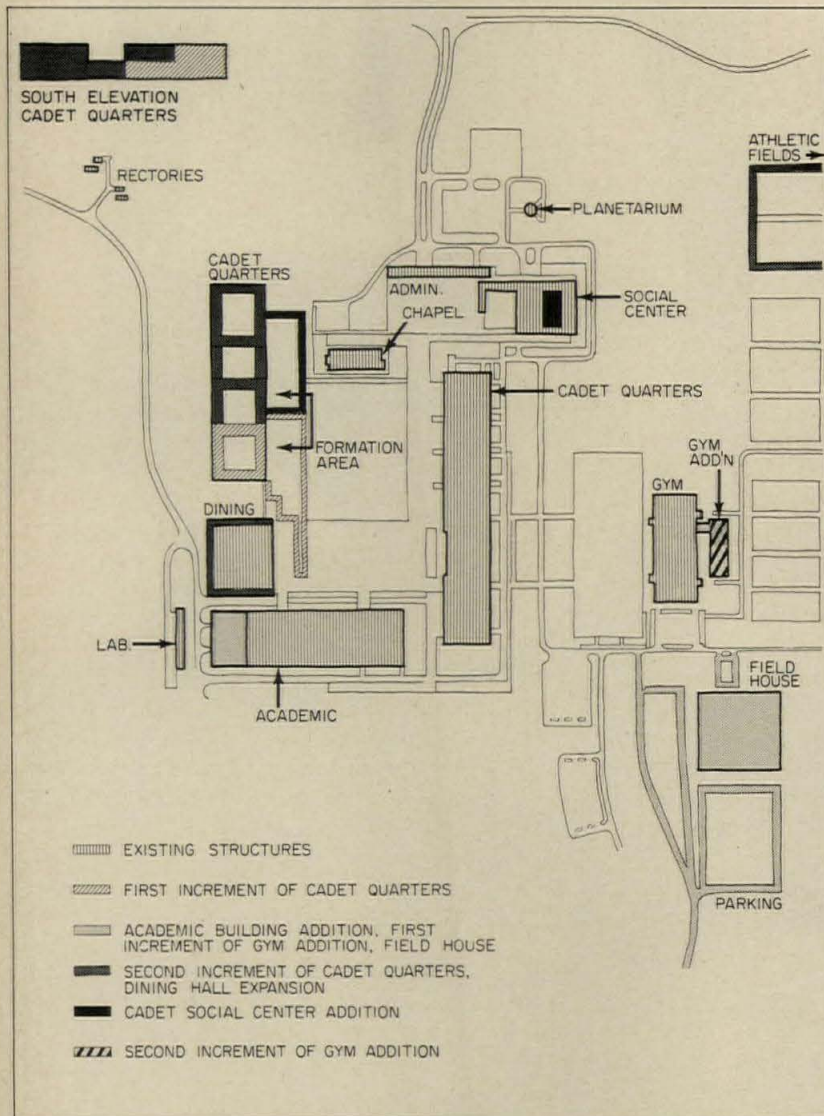 SOUTH ELEVATION
CADET QUARTERS
RECTORIES
ATHLETIC
FIELDS
PLANETARIUM
CADET
QUARTERS
ADMIN.
CHAPEL
SOCIAL
CENTER
CADET QUARTERS
FORMATION
AREA
GYM
ADD'N
GYM
DINING
LAB.
ACADEMIC
FIELD
HOUSE
PARKING
EXISTING STRUCTURES
FIRST INCREMENT OF CADET QUARTERS
ACADEMIC BUILDING ADDITION, FIRST
INCREMENT OF GYM ADDITION, FIELD HOUSE
SECOND INCREMENT OF CADET QUARTERS,
DINING HALL EXPANSION
CADET SOCIAL CENTER ADDITION
SECOND INCREMENT OF GYM ADDITION